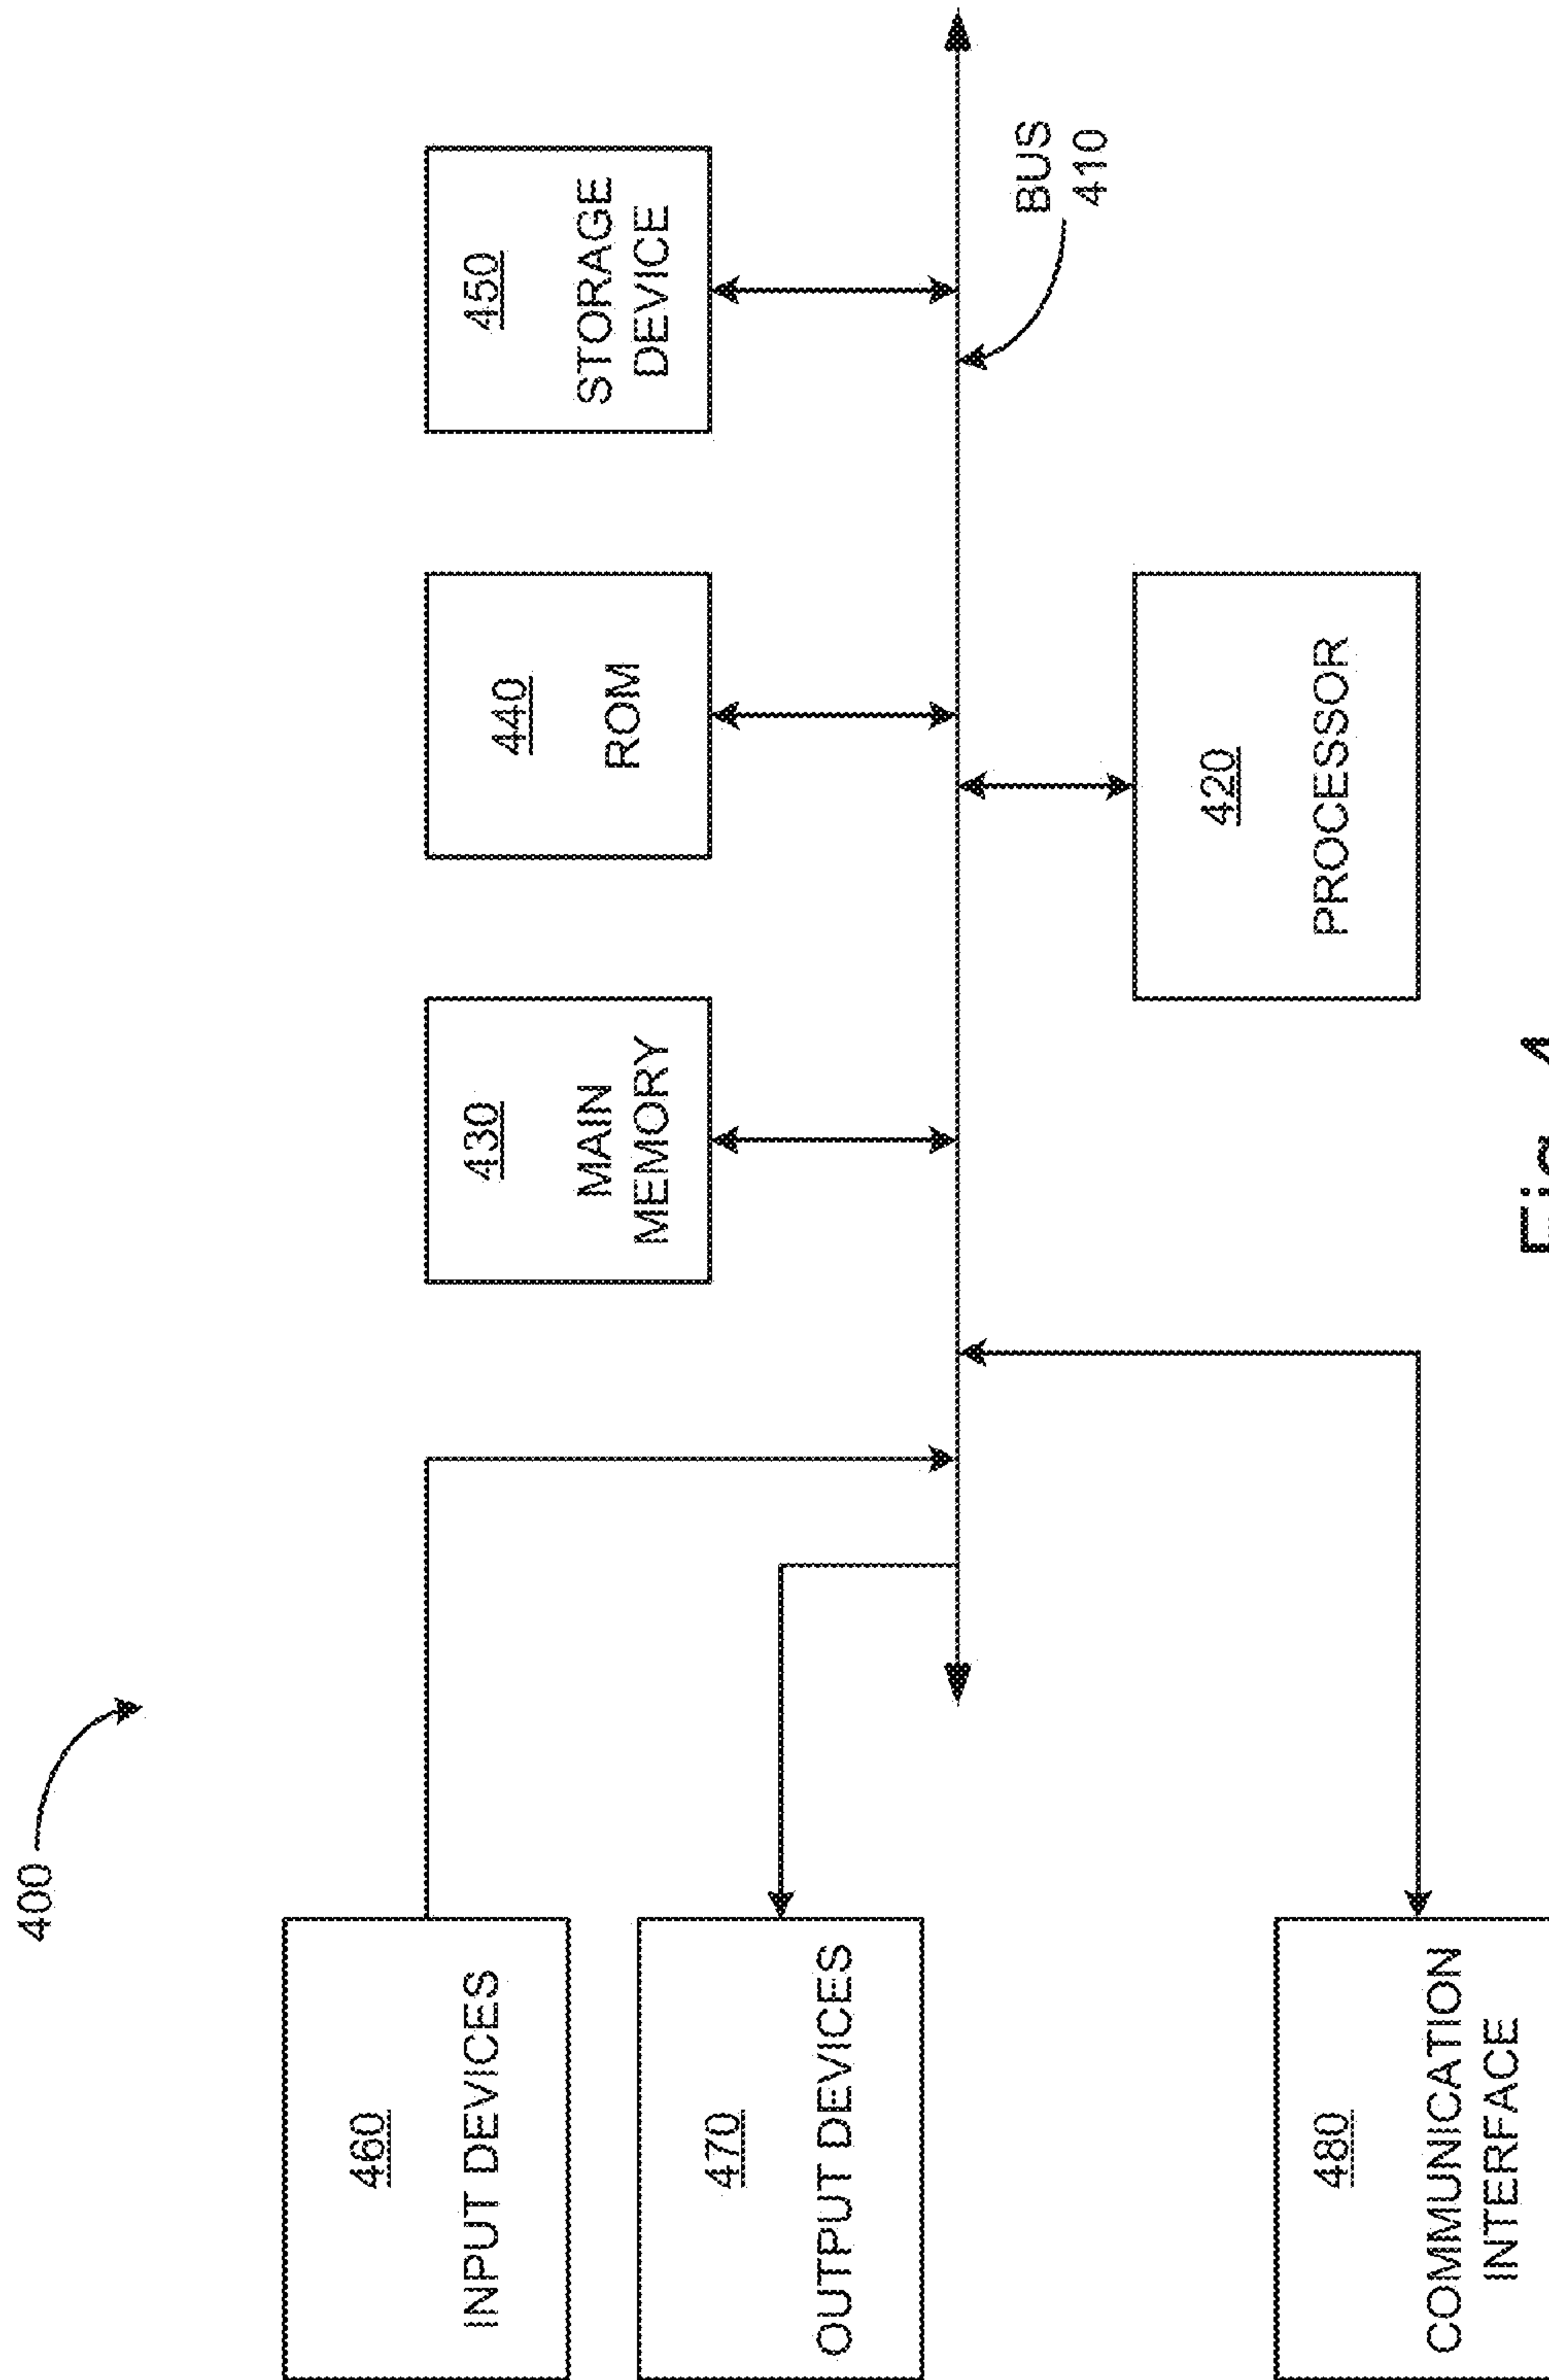 400
460
INPUT DEVICES
470
OUTPUT DEVICES
480
COMMUNICATION
INTERFACE
430
MAIN
MEMORY
440
ROM
450
STORAGE
DEVICE
BUS
410
420
PROCESSOR